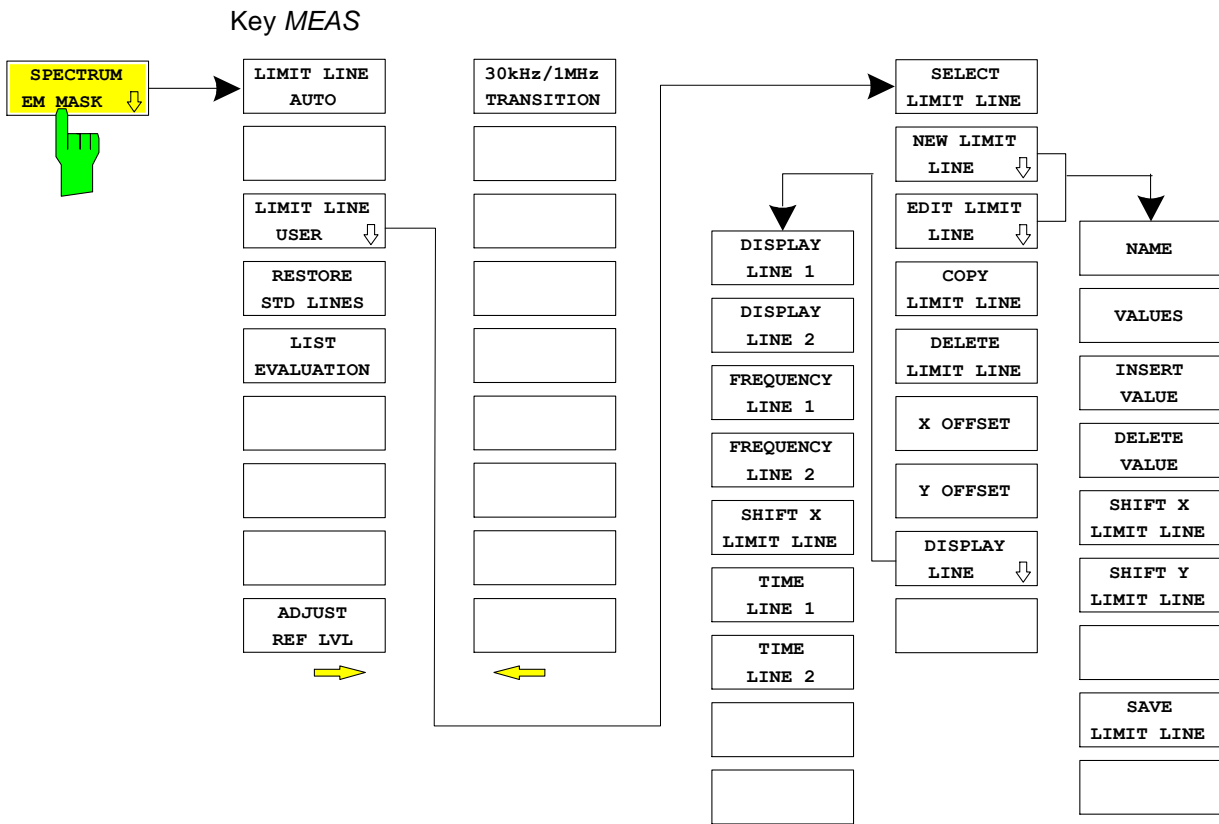 Key MEAS
SPECTRUM
EM MASK
LIMIT LINE
AUTO
LIMIT LINE
USER
RESTORE
STD LINES
LIST
EVALUATION
ADJUST
REF LVL
30kHz/1MHz
TRANSITION
DISPLAY
LINE 1
DISPLAY
LINE 2
FREQUENCY
LINE 1
FREQUENCY
LINE 2
SHIFT X
LIMIT LINE
TIME
LINE 1
TIME
LINE 2
SELECT
LIMIT LINE
NEW LIMIT
LINE
EDIT LIMIT
LINE
COPY
LIMIT LINE
DELETE
LIMIT LINE
X OFFSET
Y OFFSET
DISPLAY
LINE
NAME
VALUES
INSERT
VALUE
DELETE
VALUE
SHIFT X
LIMIT LINE
SHIFT Y
LIMIT LINE
SAVE
LIMIT LINE